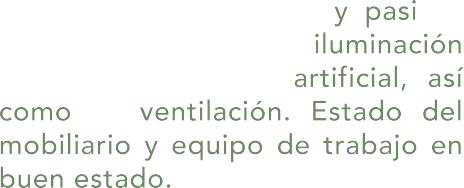 y pasi
iluminación
artificial, así
como ventilación. Estado del
mobiliario y equipo de trabajo en
buen estado.